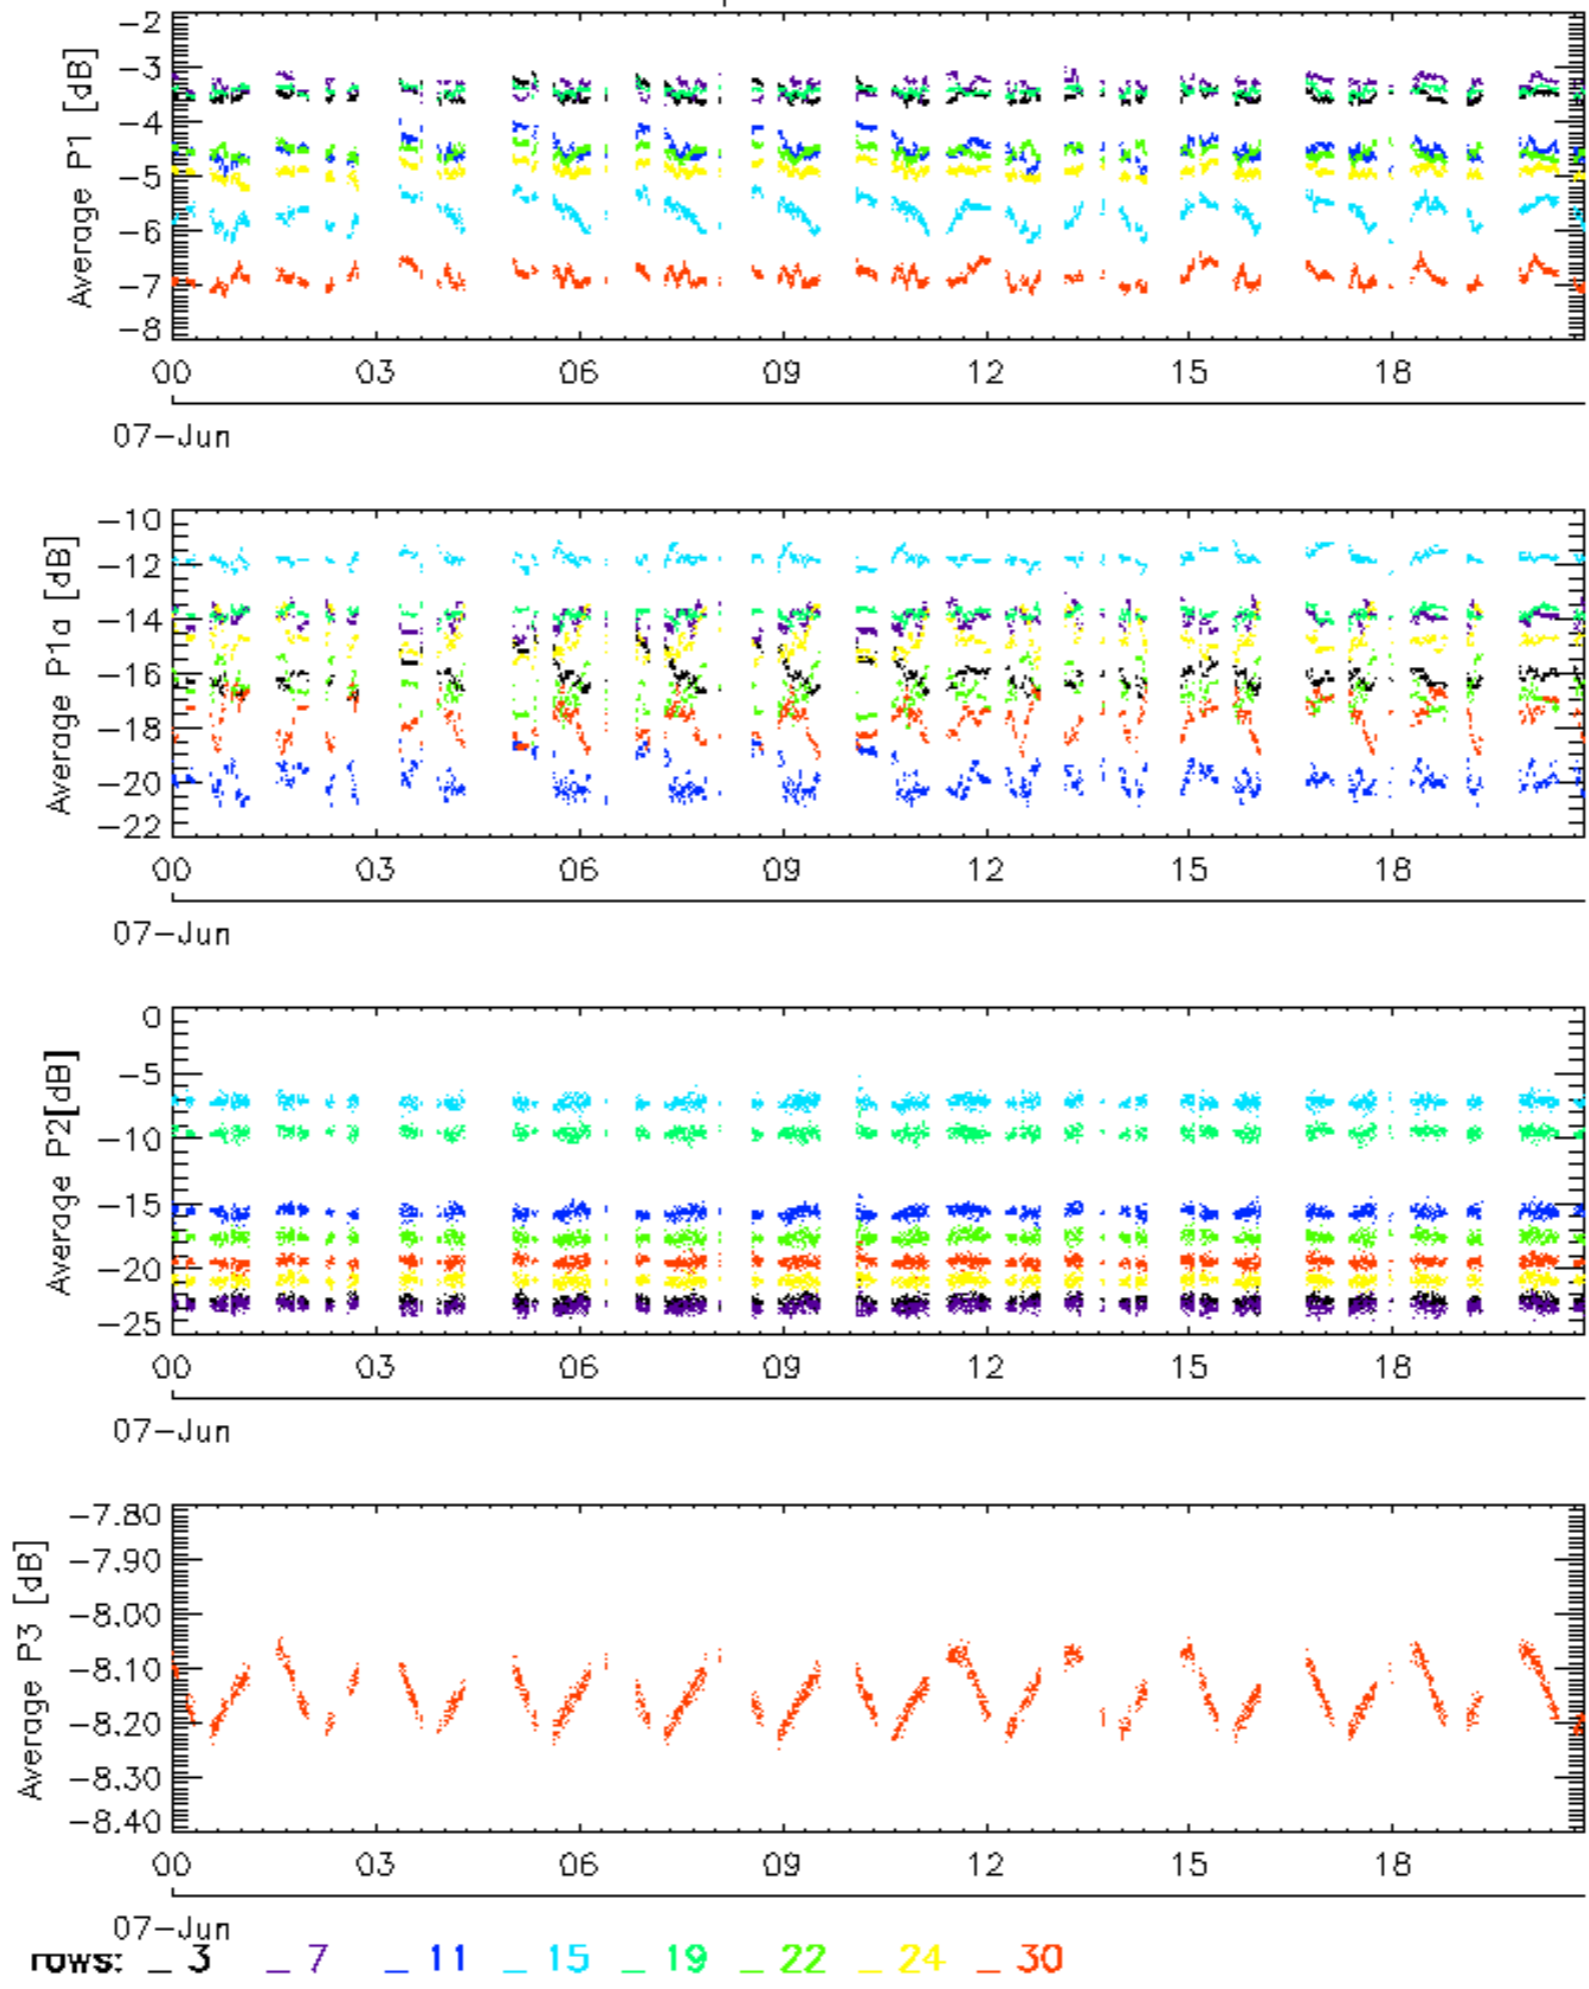 Average P1 [dB]
-2
-3
-4
-5
-6
-7
-8
00 03 06 09 12 15 18
07-Jun
Average P1a [dB]
-10
-12
-14
-16
-18
-20
-22
00 03 06 09 12 15 18
07-Jun
Average P2[dB]
0
-5
-10
-15
-20
-25
00 03 06 09 12 15 18
07-Jun
Average P3 [dB]
-7.80
-7.90
-8.00
-8.10
-8.20
-8.30
-8.40
00 03 06 09 12 15 18
07-Jun
rows: _ 3 _ 7 _ 11 _ 15 _ 19 _ 22 _ 24 _ 30